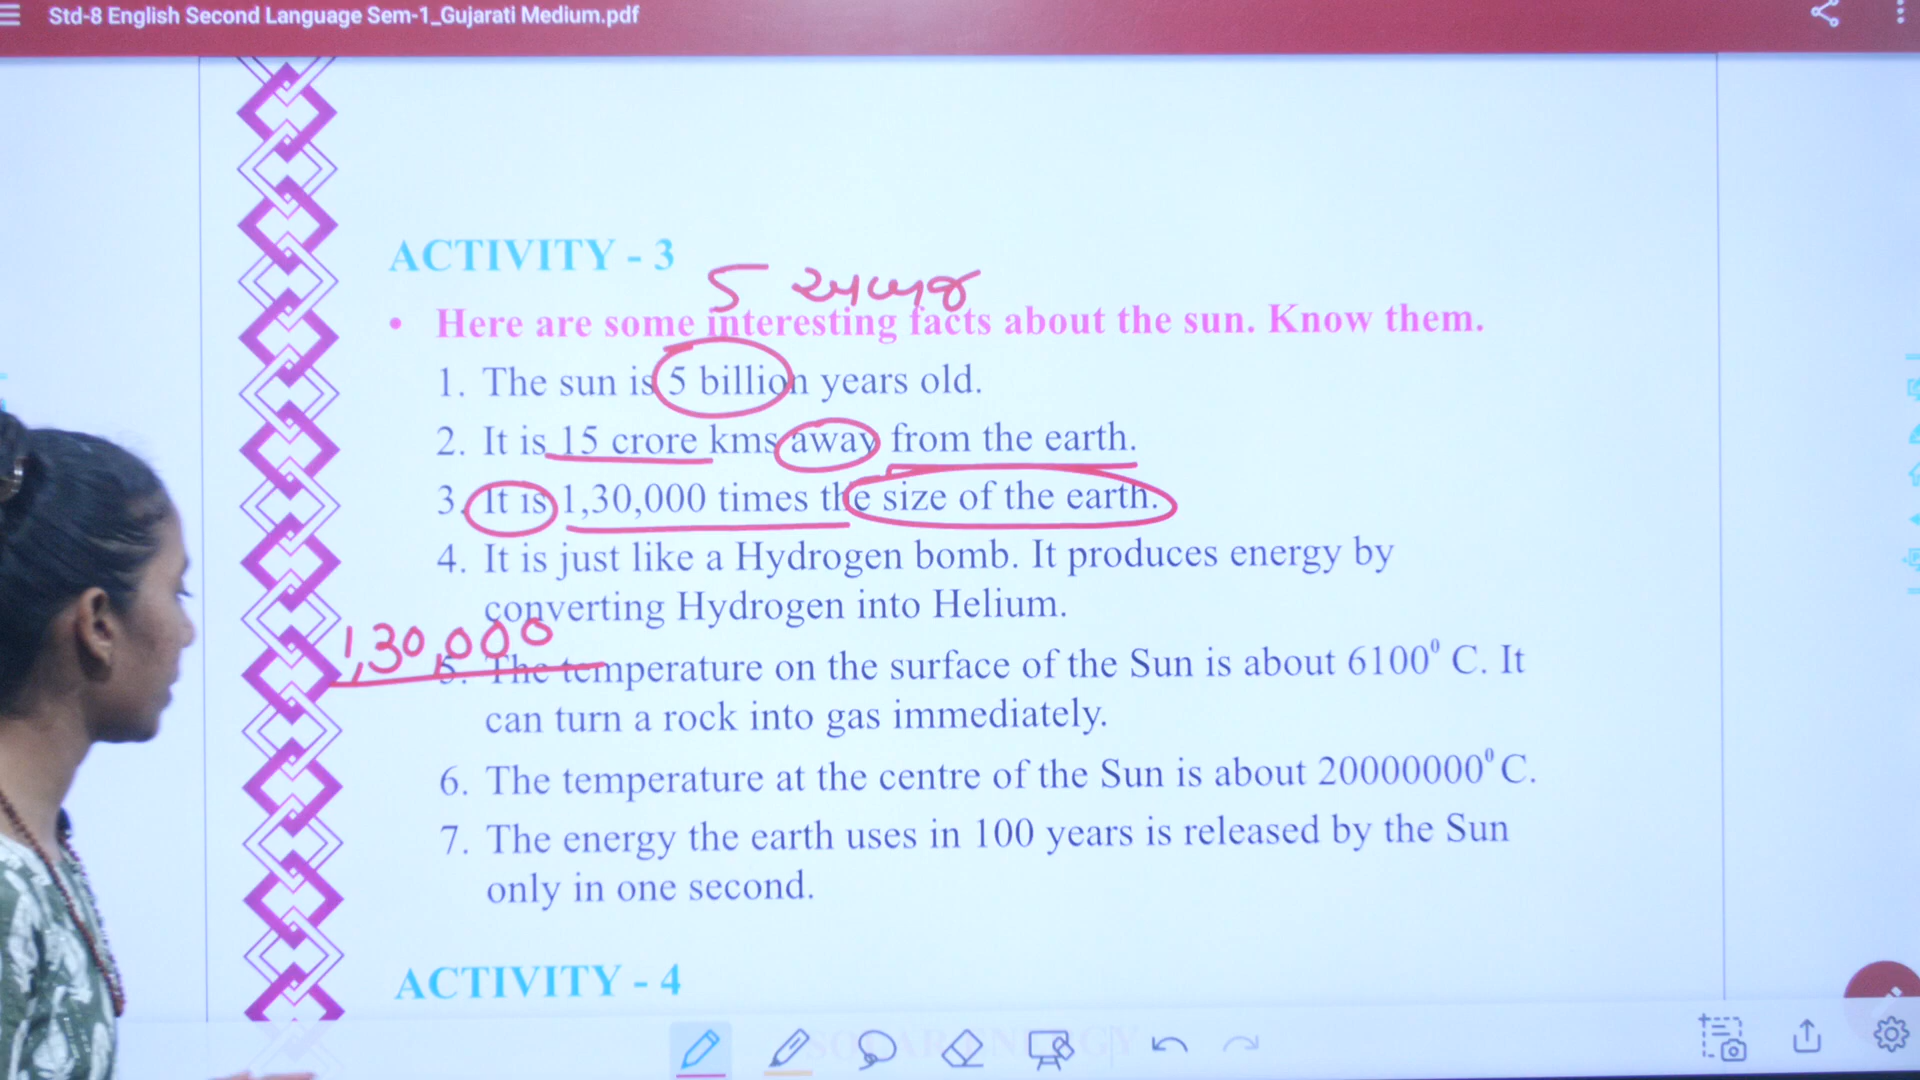 Std-8 English Second Language Sem-1_Gujarati Medium.pdf
ACTIVITY - 3
5 અબજ
• Here are some interesting facts about the sun. Know them.
1. The sun is 5 billion years old.
2. It is 15 crore kms away from the earth.
3. It is 1,30,000 times the size of the earth.
4. It is just like a Hydrogen bomb. It produces energy by
converting Hydrogen into Helium.
1,30,000
5. The temperature on the surface of the Sun is about 6100⁰ C. It
can turn a rock into gas immediately.
6. The temperature at the centre of the Sun is about 20000000⁰ C.
7. The energy the earth uses in 100 years is released by the Sun
only in one second.
ACTIVITY - 4
SOLAR ENERGY